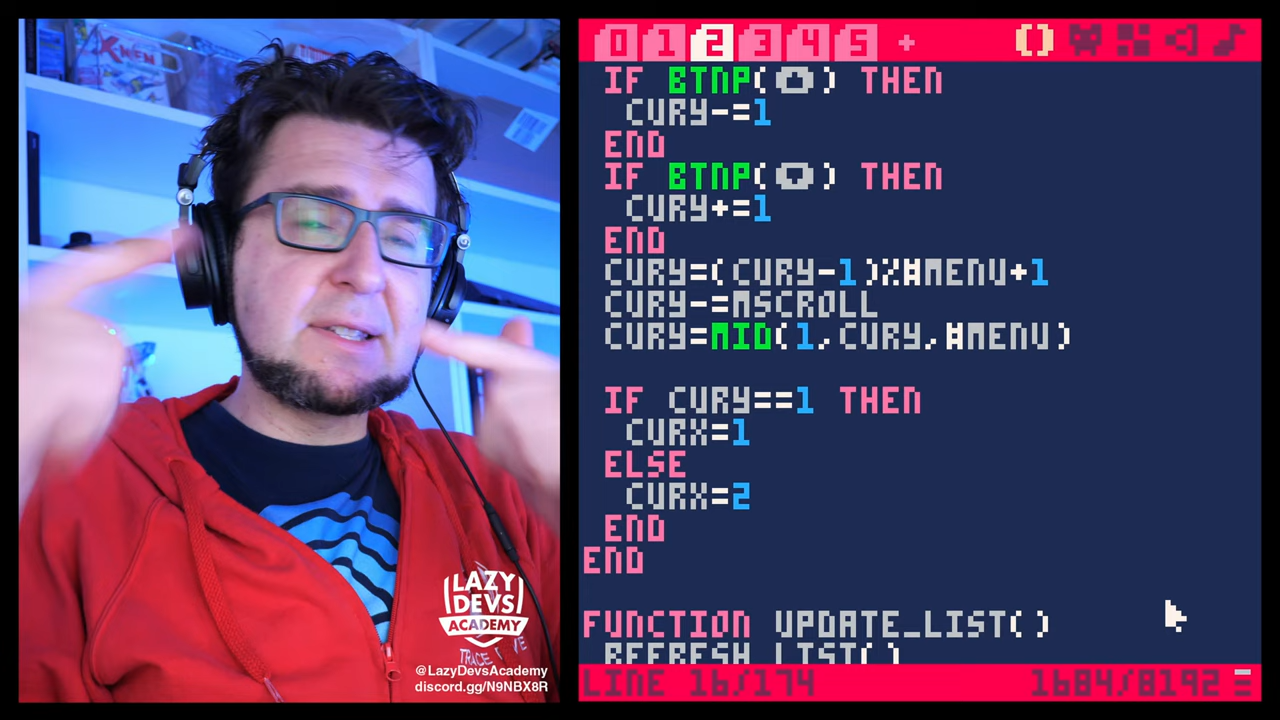 X-MEN
LAZY
DEVS
ACADEMY
@LazyDevsAcademy
discord.gg/N9NBX8R
0 1 2 3 4 5 +
IF BTNP(⬆️) THEN
CURY-=1
END
IF BTNP(⬇️) THEN
CURY+=1
END
CURY=(CURY-1)%#MENU+1
CURY-=MSCROLL
CURY=MID(1,CURY,#MENU)
IF CURY==1 THEN
CURX=1
ELSE
CURX=2
END
END
FUNCTION UPDATE_LIST()
REFRESH_LIST()
LINE 16/174
1684/8192